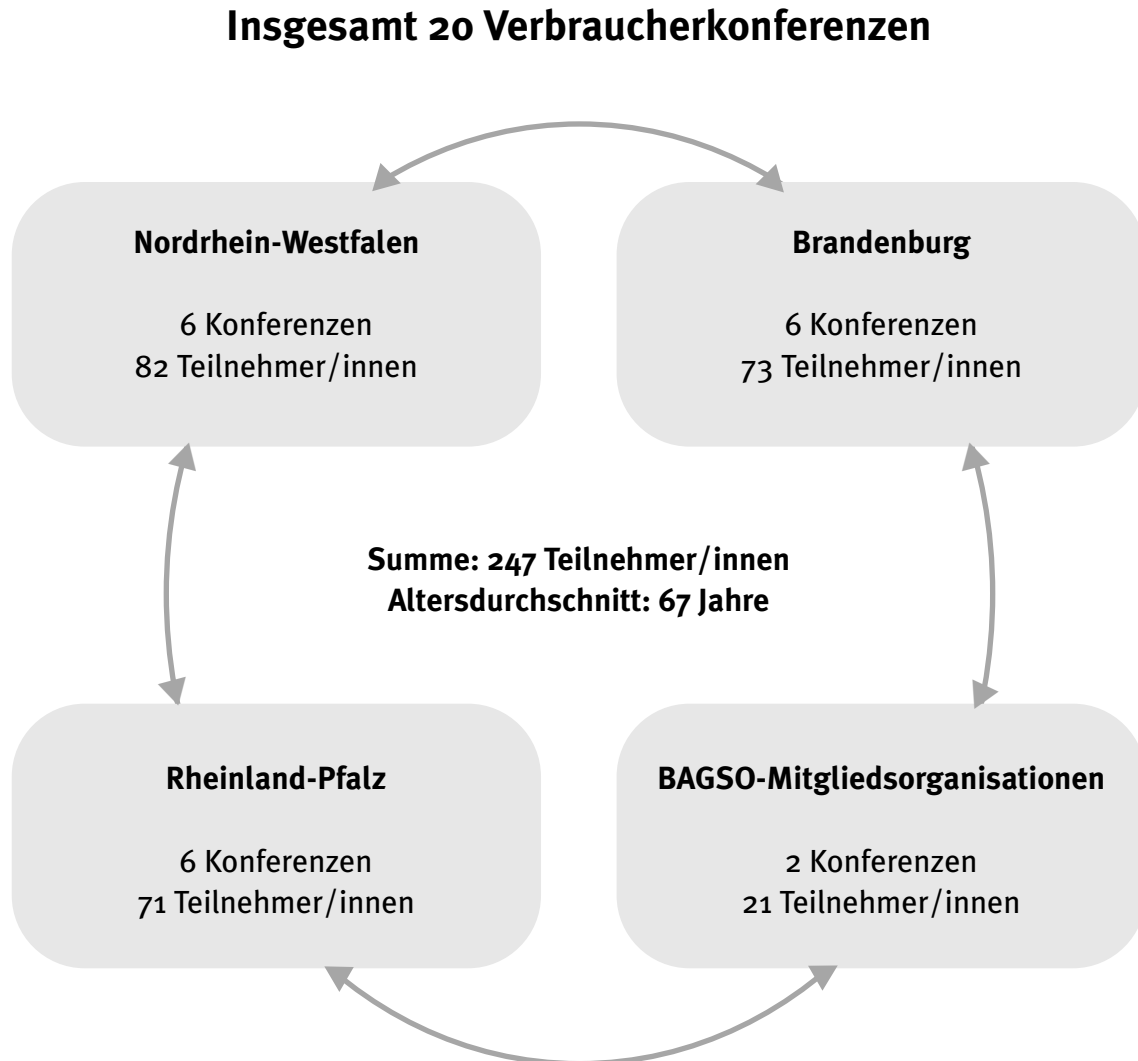 Insgesamt 20 Verbraucherkonferenzen
Nordrhein-Westfalen
6 Konferenzen
82 Teilnehmer/innen
Brandenburg
6 Konferenzen
73 Teilnehmer/innen
Summe: 247 Teilnehmer/innen
Altersdurchschnitt: 67 Jahre
Rheinland-Pfalz
6 Konferenzen
71 Teilnehmer/innen
BAGSO-Mitgliedsorganisationen
2 Konferenzen
21 Teilnehmer/innen